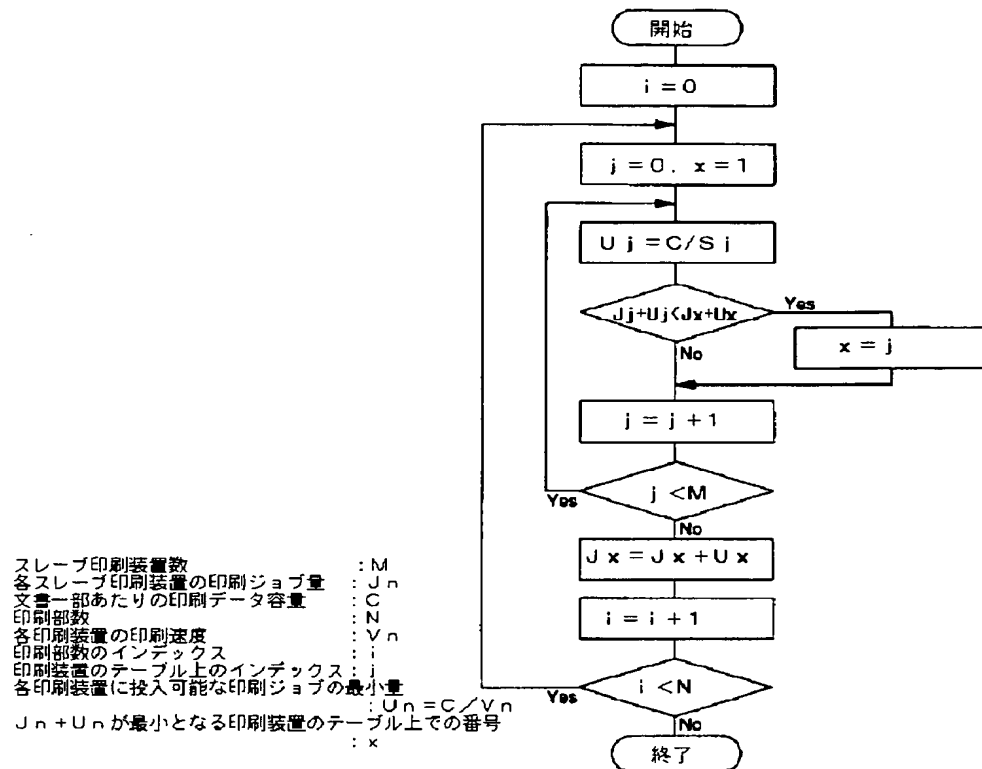 開始
i = 0
j = 0. x = 1
U j = C/S j
J j+U j<J x+U x
Yes
x = j
No
j = j + 1
j <M
Yes
No
J x = J x + U x
i = i + 1
i <N
Yes
No
終了
スレーブ印刷装置数 : M
各スレーブ印刷装置の印刷ジョブ量 : J n
文書一部あたりの印刷データ容量 : C
印刷部数 : N
各印刷装置の印刷速度 : V n
印刷部数のインデックス : i
印刷装置のテーブル上のインデックス : j
各印刷装置に投入可能な印刷ジョブの最小量
: U n = C／V n
J n + U n が最小となる印刷装置のテーブル上での番号
: x